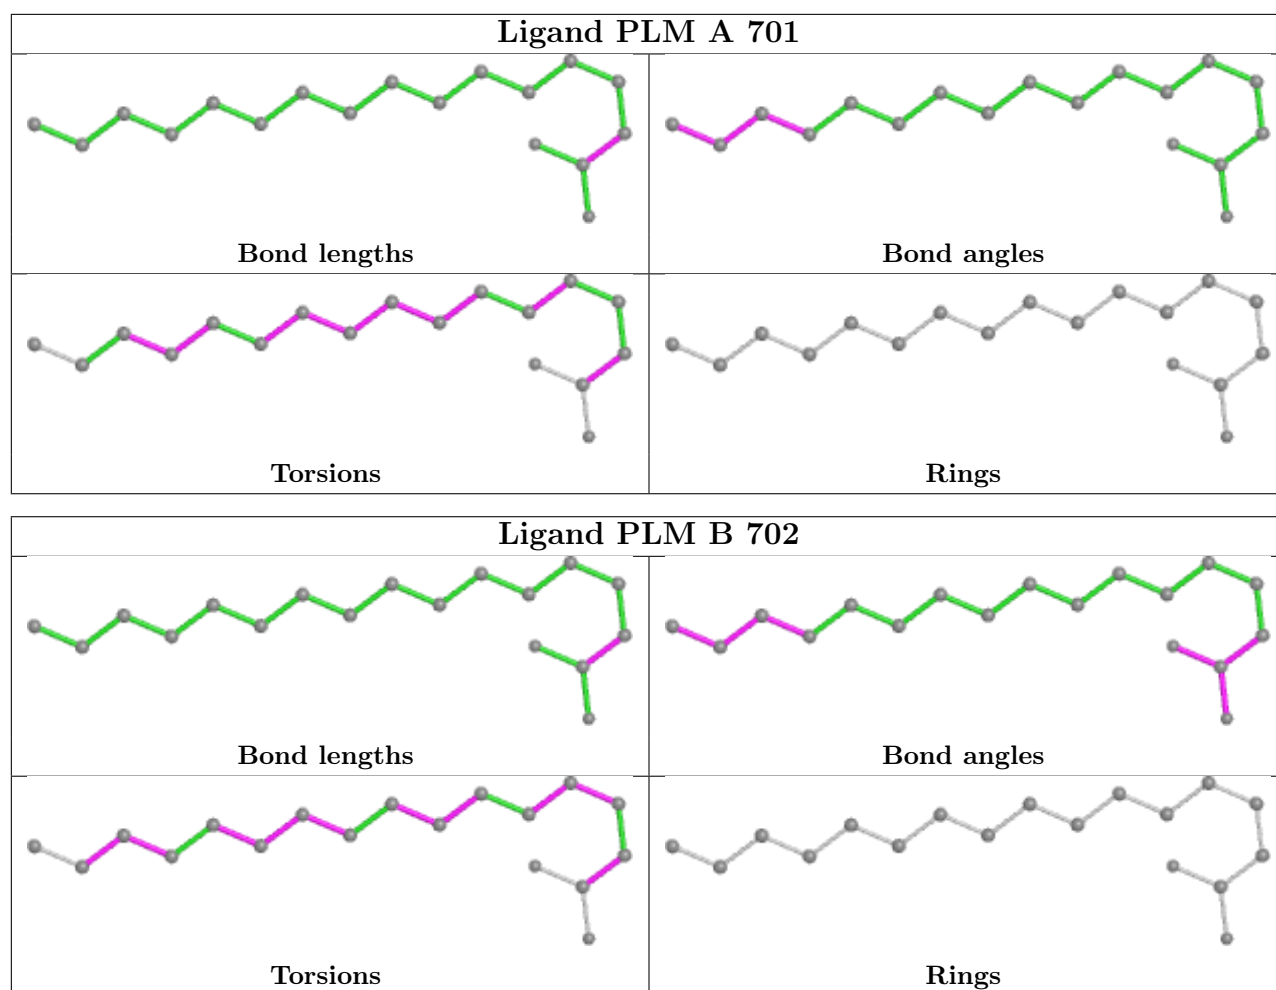 Ligand PLM A 701
Bond lengths
Bond angles
Torsions
Rings
Ligand PLM B 702
Bond lengths
Bond angles
Torsions
Rings